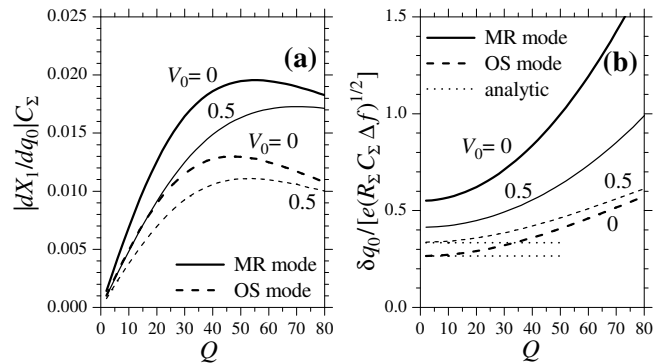 0.025
0.020
0.015
0.010
0.005
0.000
|dX₁/dq₀|C_Σ
(a)
V₀= 0
0.5
V₀= 0
0.5
MR mode
OS mode
0 10 20 30 40 50 60 70 80
Q
1.5
1.0
0.5
0.0
δq₀/[e(R_Σ C_Σ Δf)^{1/2}]
MR mode
OS mode
analytic
(b)
V₀= 0
0.5
0.5
0
0 10 20 30 40 50 60 70 80
Q